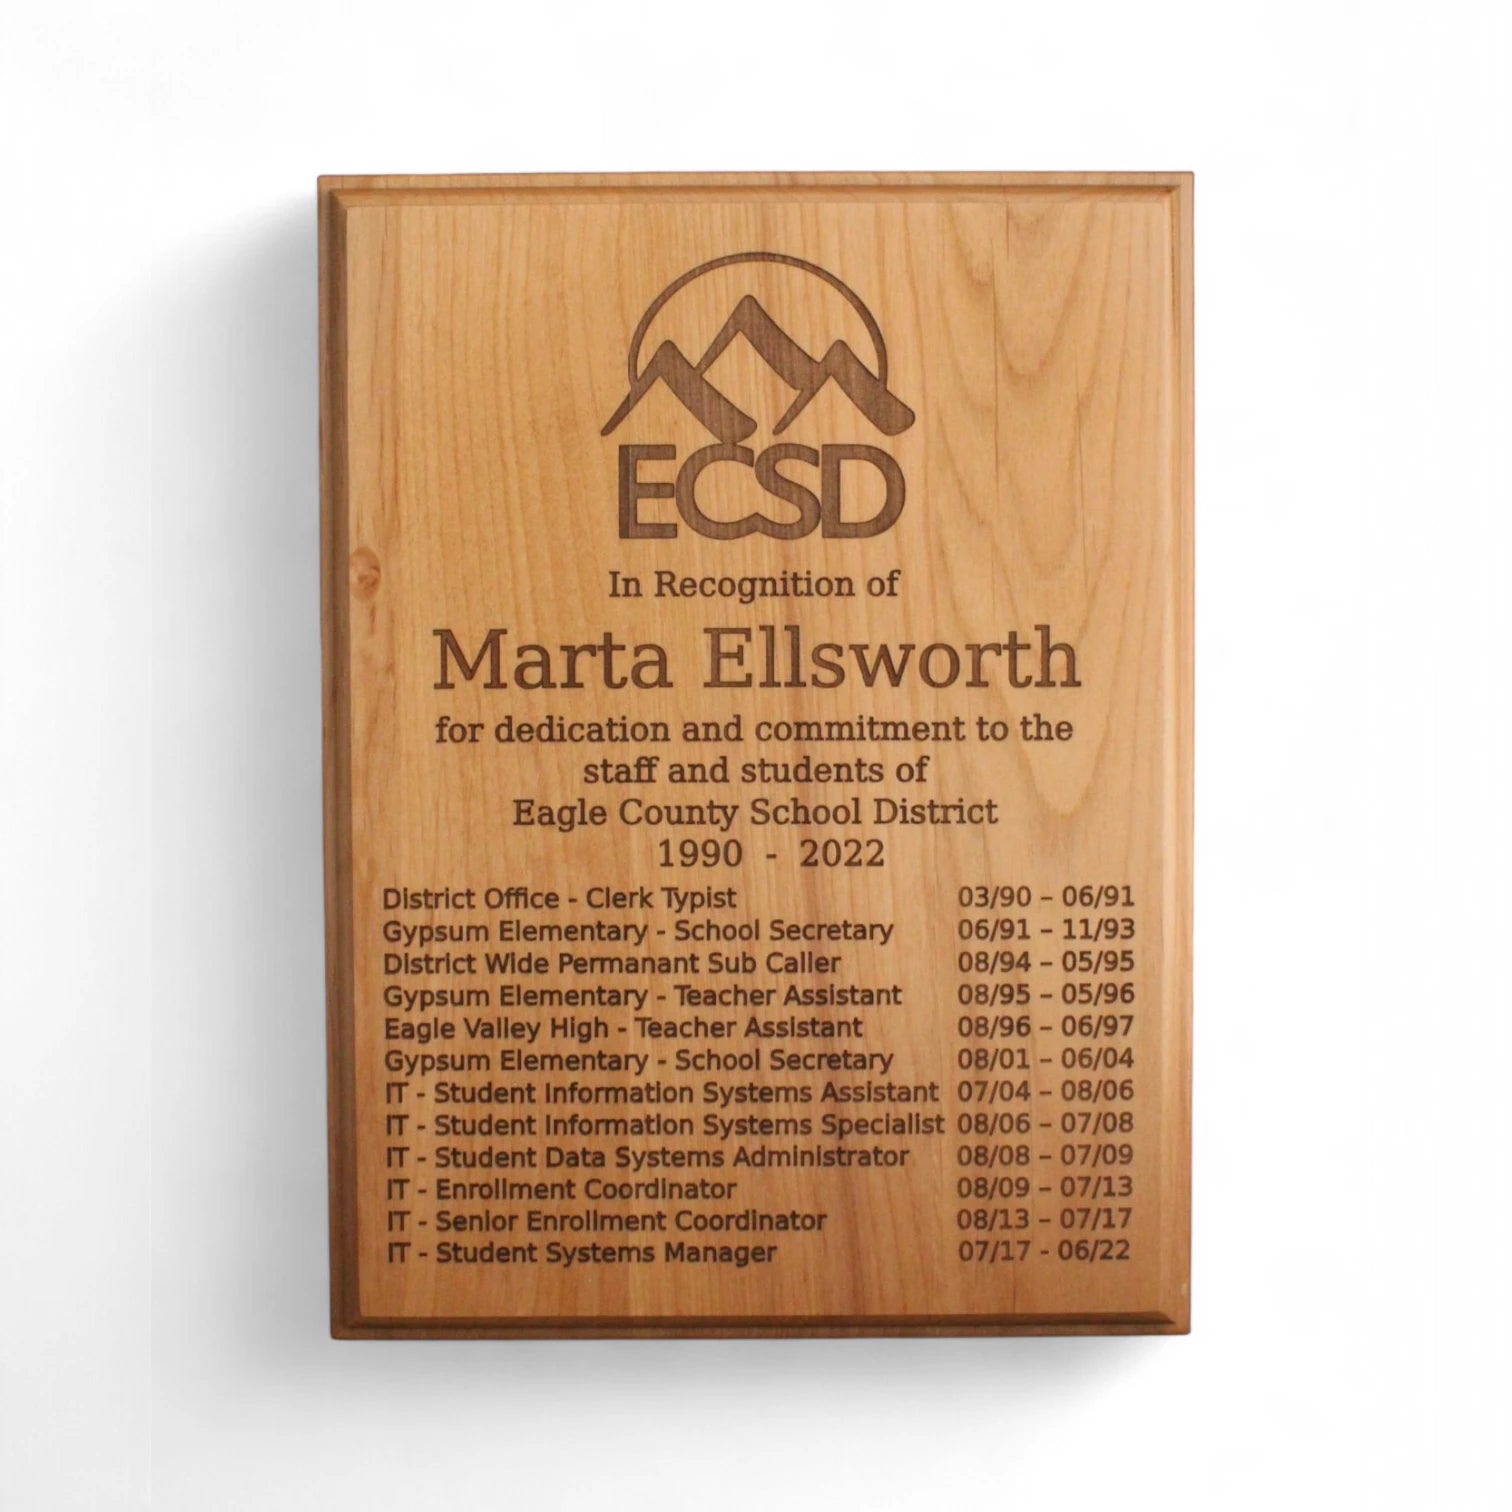 ECSD
In Recognition of
Marta Ellsworth
for dedication and commitment to the
staff and students of
Eagle County School District
1990 - 2022
District Office - Clerk Typist 03/90 – 06/91
Gypsum Elementary - School Secretary 06/91 – 11/93
District Wide Permanant Sub Caller 08/94 – 05/95
Gypsum Elementary - Teacher Assistant 08/95 – 05/96
Eagle Valley High - Teacher Assistant 08/96 – 06/97
Gypsum Elementary - School Secretary 08/01 – 06/04
IT - Student Information Systems Assistant 07/04 – 08/06
IT - Student Information Systems Specialist 08/06 – 07/08
IT - Student Data Systems Administrator 08/08 – 07/09
IT - Enrollment Coordinator 08/09 – 07/13
IT - Senior Enrollment Coordinator 08/13 – 07/17
IT - Student Systems Manager 07/17 - 06/22